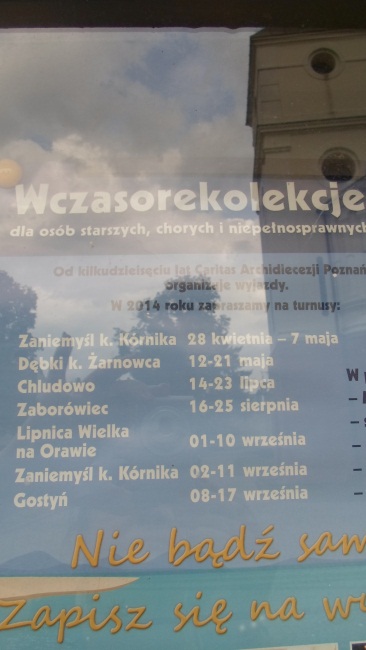 Wczasorekolekcje
dla osób starszych, chorych i niepełnosprawnych
Od kilkudziesięciu lat Caritas Archidiecezji Poznań
organizuje wyjazdy.
W 2014 roku zapraszamy na turnusy:
Zaniemyśl k. Kórnika 28 kwietnia – 7 maja
Dębki k. Żarnowca 12-21 maja
Chludowo 14-23 lipca
Zaborówiec 16-25 sierpnia
Lipnica Wielka
na Orawie 01-10 września
Zaniemyśl k. Kórnika 02-11 września
Gostyń 08-17 września
W
Nie bądź sam
Zapisz się na w